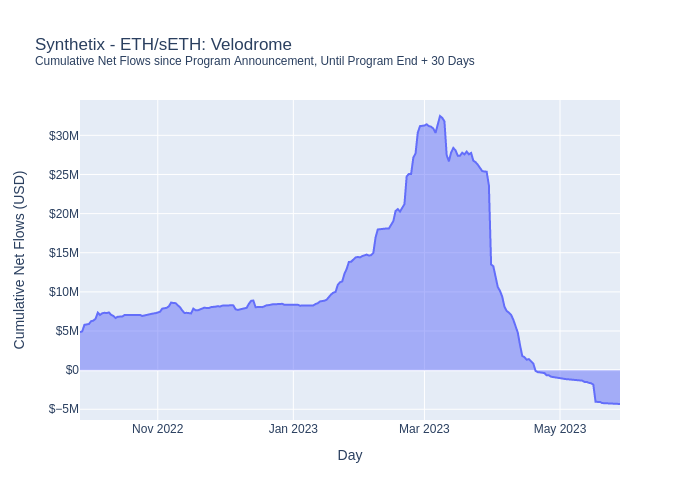 Synthetix - ETH/sETH: Velodrome
Cumulative Net Flows since Program Announcement, Until Program End + 30 Days
Cumulative Net Flows (USD)
$30M
$25M
$20M
$15M
$10M
$5M
$0
$−5M
Nov 2022
Jan 2023
Mar 2023
May 2023
Day